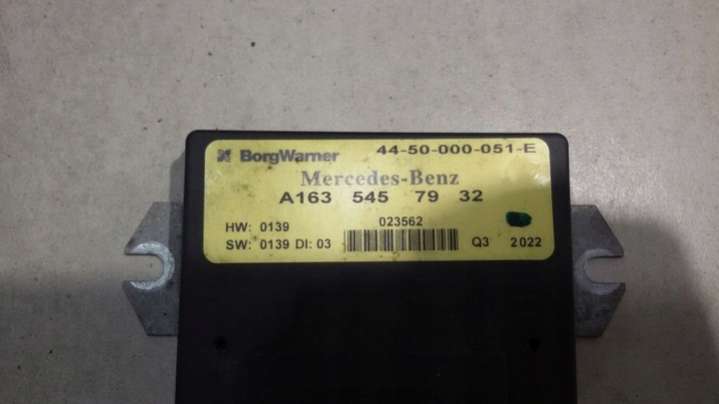 BorgWarner 44-50-000-051-E
Mercedes-Benz
A163 545 79 32
HW: 0139 023562
SW: 0139 DI: 03 Q3 2022